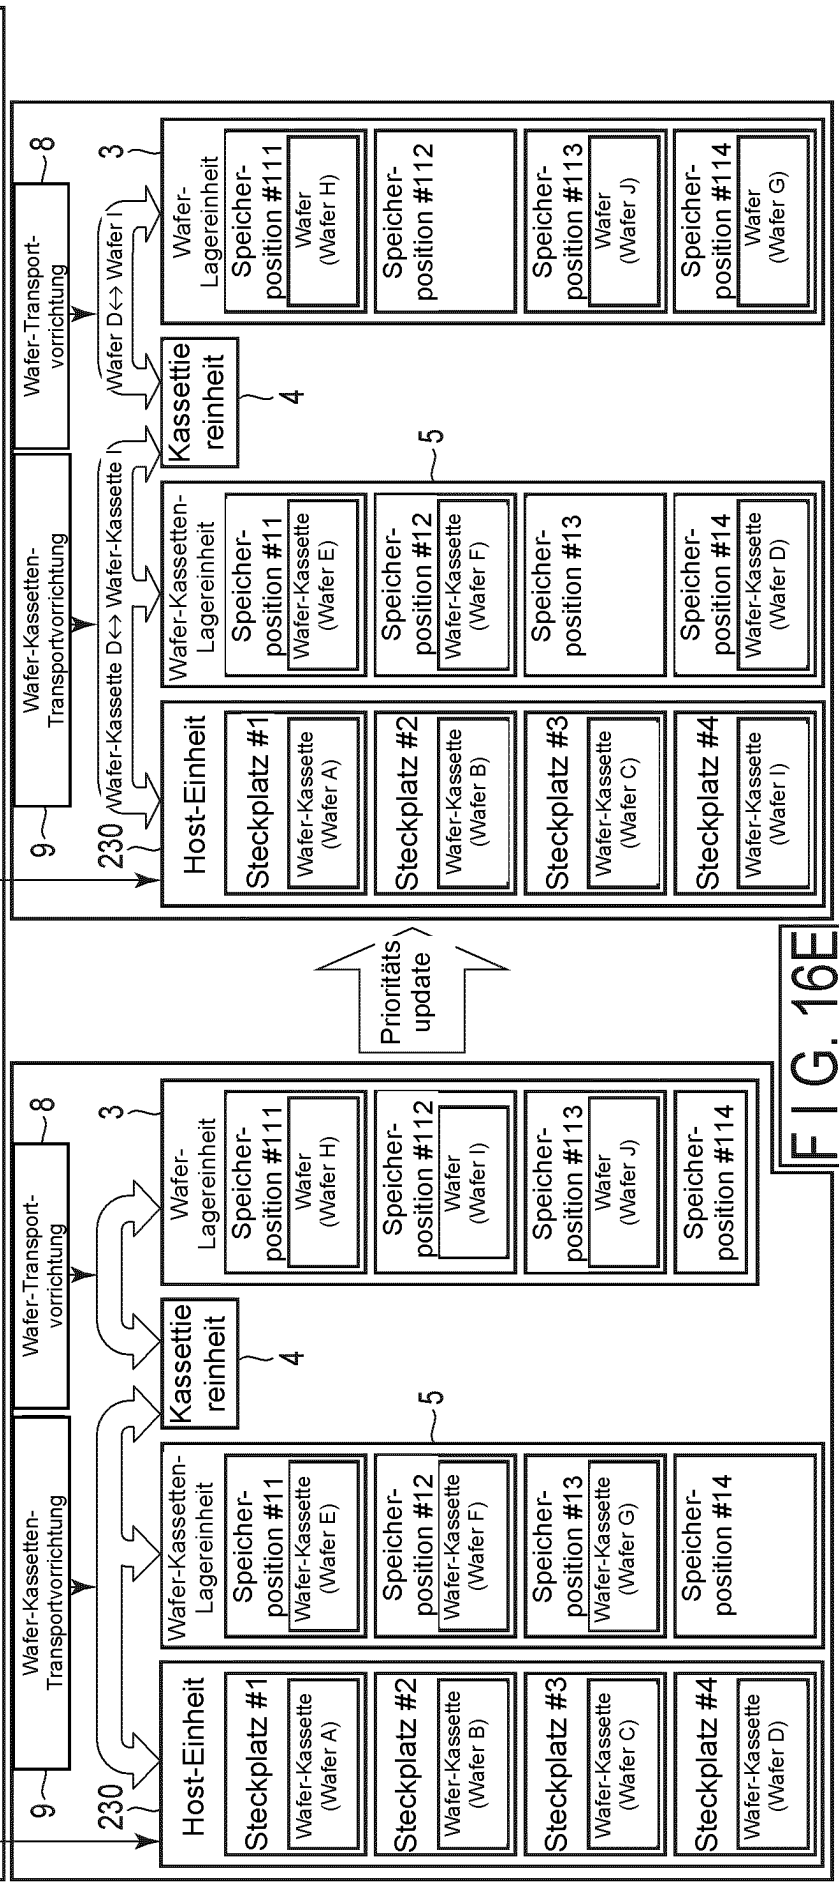 Wafer-Kassetten-
Transportvorrichtung
Wafer-Transport-
vorrichtung
9
8
230
3
Host-Einheit
Steckplatz #1
Wafer-Kassette
(Wafer A)
Steckplatz #2
Wafer-Kassette
(Wafer B)
Steckplatz #3
Wafer-Kassette
(Wafer C)
Steckplatz #4
Wafer-Kassette
(Wafer D)
5
Wafer-Kassetten-
Lagereinheit
Speicher-
position #11
Wafer-Kassette
(Wafer E)
Speicher-
position #12
Wafer-Kassette
(Wafer F)
Speicher-
position #13
Wafer-Kassette
(Wafer G)
Speicher-
position #14
Kassettie
reinheit
4
Wafer-
Lagereinheit
Speicher-
position #111
Wafer
(Wafer H)
Speicher-
position #112
Wafer
(Wafer I)
Speicher-
position #113
Wafer
(Wafer J)
Speicher-
position #114
Prioritäts
update
Wafer-Kassetten-
Transportvorrichtung
Wafer-Transport-
vorrichtung
9
8
Wafer-Kassette D↔Wafer-Kassette I
Wafer D↔Wafer I
230
3
Host-Einheit
Steckplatz #1
Wafer-Kassette
(Wafer A)
Steckplatz #2
Wafer-Kassette
(Wafer B)
Steckplatz #3
Wafer-Kassette
(Wafer C)
Steckplatz #4
Wafer-Kassette
(Wafer I)
5
Wafer-Kassetten-
Lagereinheit
Speicher-
position #11
Wafer-Kassette
(Wafer E)
Speicher-
position #12
Wafer-Kassette
(Wafer F)
Speicher-
position #13
Speicher-
position #14
Wafer-Kassette
(Wafer D)
Kassettie
reinheit
4
Wafer-
Lagereinheit
Speicher-
position #111
Wafer
(Wafer H)
Speicher-
position #112
Speicher-
position #113
Wafer
(Wafer J)
Speicher-
position #114
Wafer
(Wafer G)
FIG. 16E